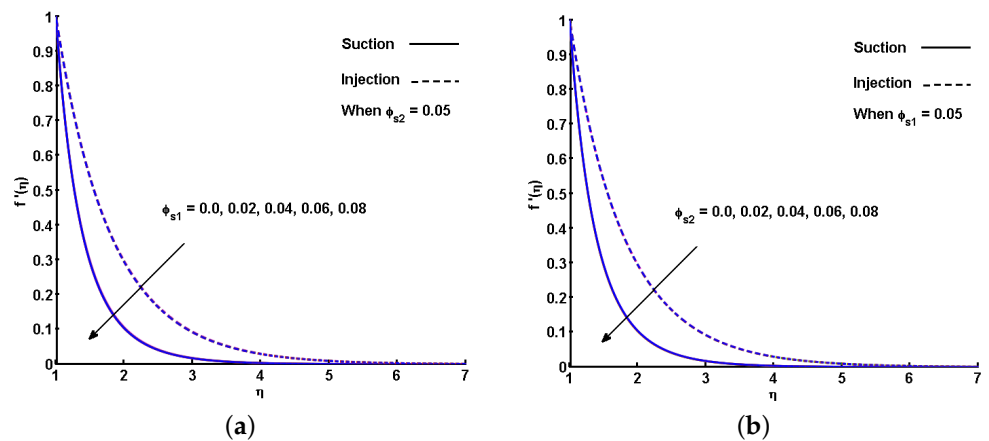 1
0.9
0.8
0.7
0.6
0.5
0.4
0.3
0.2
0.1
0
f '(η)
Suction
Injection
When ϕs2 = 0.05
ϕs1 = 0.0, 0.02, 0.04, 0.06, 0.08
1 2 3 4 5 6 7
η
(a)
1
0.9
0.8
0.7
0.6
0.5
0.4
0.3
0.2
0.1
0
f '(η)
Suction
Injection
When ϕs1 = 0.05
ϕs2 = 0.0, 0.02, 0.04, 0.06, 0.08
1 2 3 4 5 6 7
η
(b)